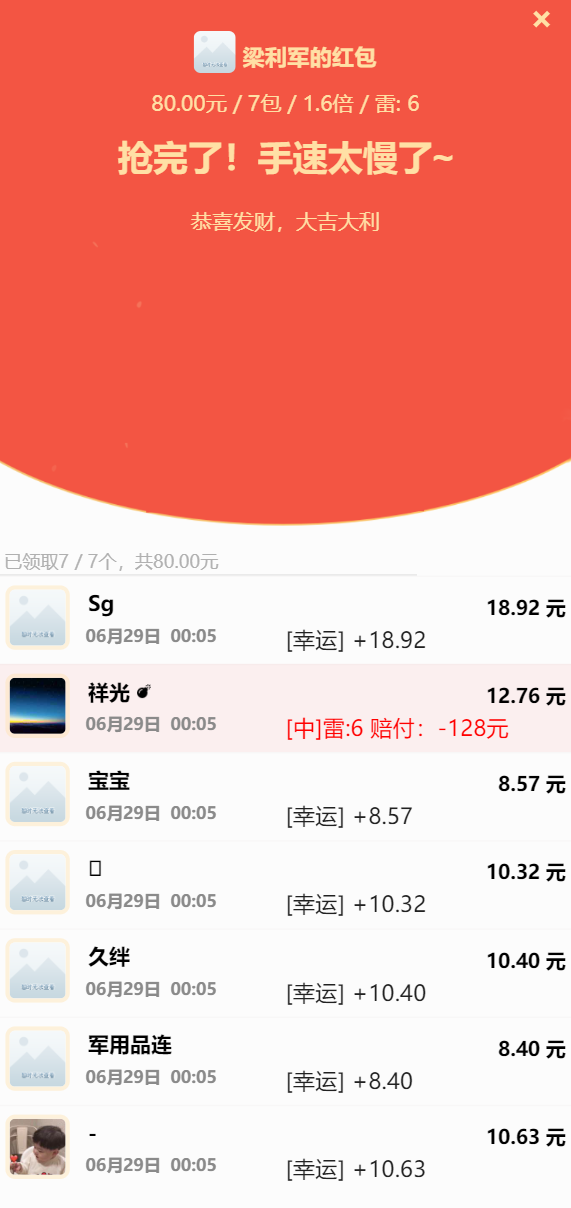 ×
梁利军的红包
80.00元 / 7包 / 1.6倍 / 雷: 6
抢完了！手速太慢了~
恭喜发财，大吉大利
已领取7 / 7个，共80.00元
Sg
18.92 元
06月29日 00:05
[幸运] +18.92
祥光 💣
12.76 元
06月29日 00:05
[中]雷:6 赔付：-128元
宝宝
8.57 元
06月29日 00:05
[幸运] +8.57
10.32 元
06月29日 00:05
[幸运] +10.32
久绊
10.40 元
06月29日 00:05
[幸运] +10.40
军用品连
8.40 元
06月29日 00:05
[幸运] +8.40
-
10.63 元
06月29日 00:05
[幸运] +10.63